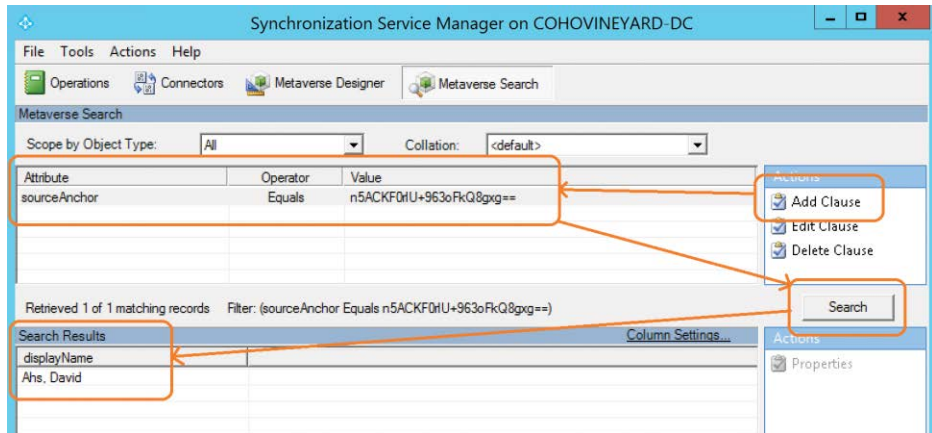 Synchronization Service Manager on COHOVINEYARD-DC
File Tools Actions Help
Operations Connectors Metaverse Designer Metaverse Search
Metaverse Search
Scope by Object Type: All Collation: <default>
Attribute Operator Value Actions
sourceAnchor Equals n5ACKF0rlU+963oFkQ8gxg== Add Clause
Edit Clause
Delete Clause
Retrieved 1 of 1 matching records Filter: (sourceAnchor Equals n5ACKF0rlU+963oFkQ8gxg==) Search
Search Results Column Settings... Actions
displayName Properties
Ahs, David